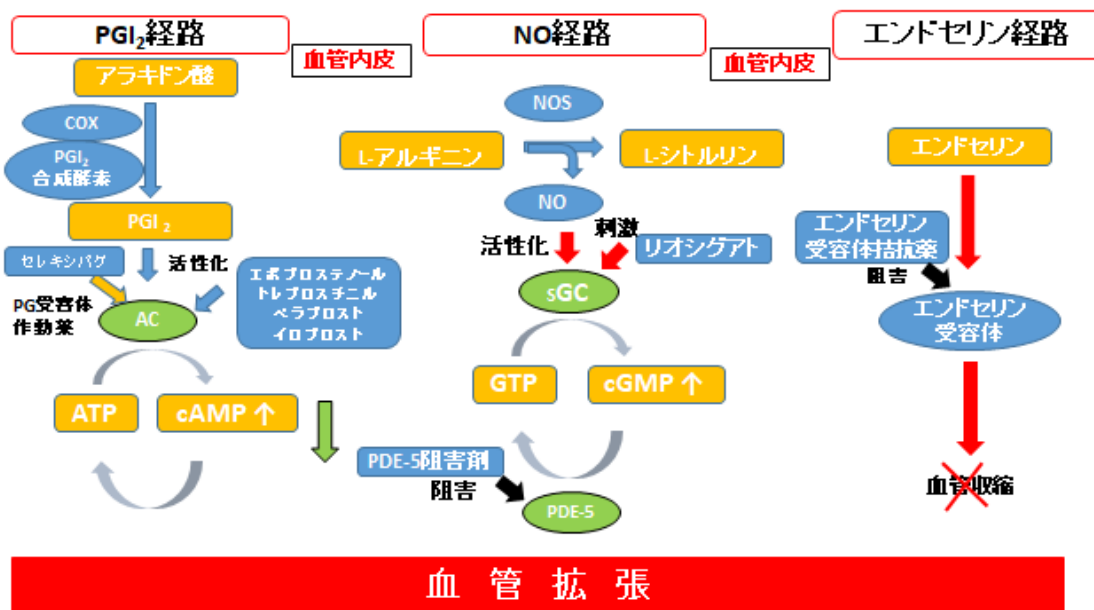 PGI₂経路
血管内皮
アラキドン酸
COX
PGI₂
合成酵素
PGI ₂
セレキシパグ
活性化
PG受容体
作動薬
AC
エポプロステノール
トレプロスチニル
ベラプロスト
イロプロスト
ATP
cAMP ↑
NO経路
血管内皮
NOS
L-アルギニン
L-シトルリン
NO
活性化
刺激
リオシグアト
sGC
GTP
cGMP ↑
PDE-5阻害剤
阻害
PDE-5
エンドセリン経路
エンドセリン
エンドセリン
受容体拮抗薬
阻害
エンドセリン
受容体
血管収縮
血 管 拡 張